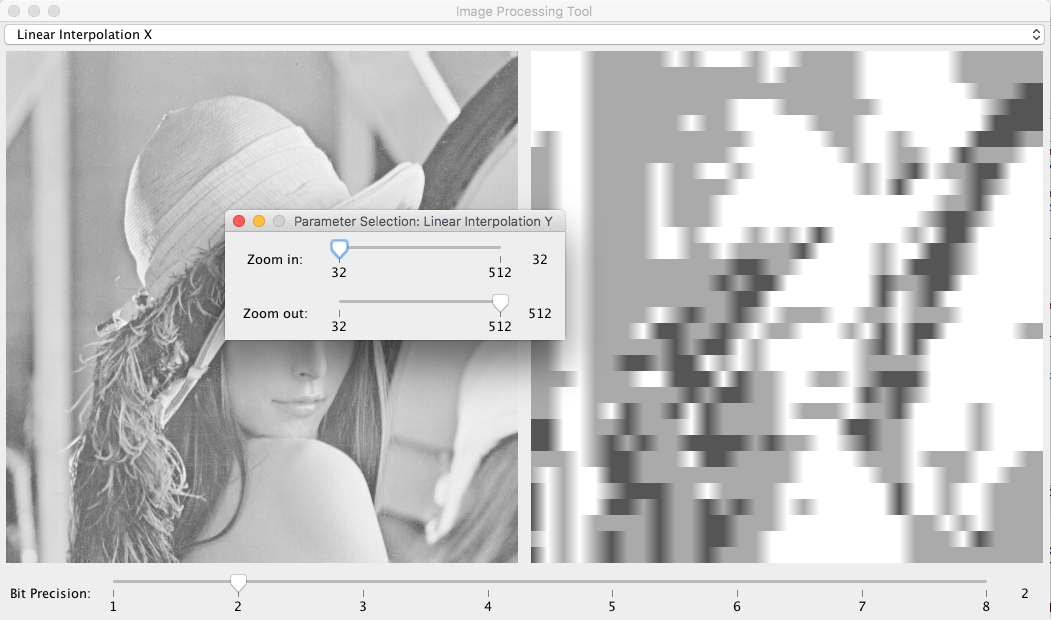 Image Processing Tool
Linear Interpolation X
Parameter Selection: Linear Interpolation Y
Zoom in:
32
512
32
Zoom out:
32
512
512
Bit Precision:
1 2 3 4 5 6 7 8
2